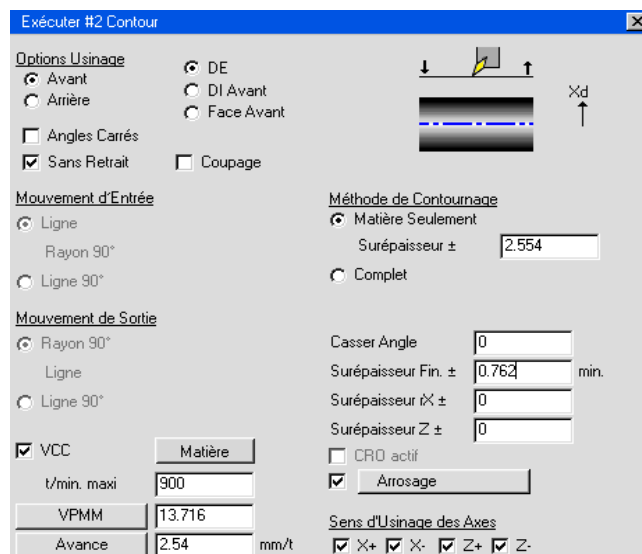 Exécuter #2 Contour
Options Usinage
Avant
Arrière
DE
DI Avant
Face Avant
Xd
Angles Carrés
Sans Retrait
Coupage
Mouvement d'Entrée
Ligne
Rayon 90°
Ligne 90°
Méthode de Contournage
Matière Seulement
Surépaisseur ± 2.554
Complet
Mouvement de Sortie
Rayon 90°
Ligne
Ligne 90°
Casser Angle 0
Surépaisseur Fin. ± 0.762 min.
Surépaisseur rX ± 0
Surépaisseur Z ± 0
VCC Matière
CRO actif
Arrosage
t/min. maxi 900
VPMM 13.716
Avance 2.54 mm/t
Sens d'Usinage des Axes
X+ X- Z+ Z-